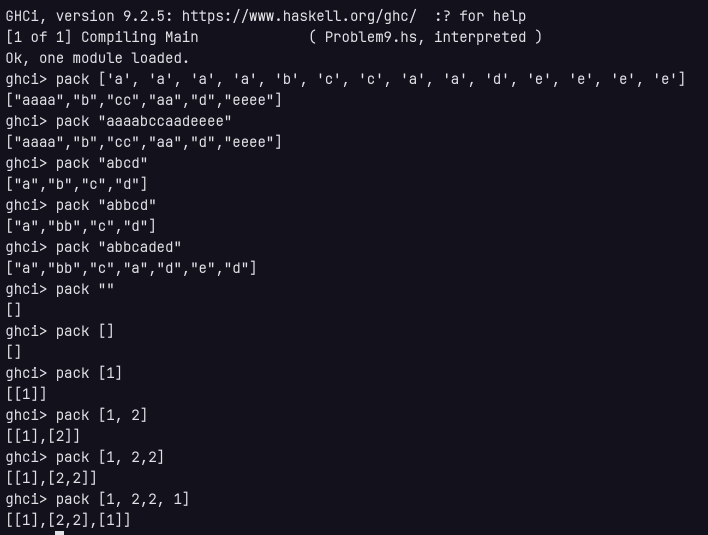 GHCi, version 9.2.5: https://www.haskell.org/ghc/  :? for help
[1 of 1] Compiling Main             ( Problem9.hs, interpreted )
Ok, one module loaded.
ghci> pack ['a', 'a', 'a', 'a', 'b', 'c', 'c', 'a', 'a', 'd', 'e', 'e', 'e', 'e']
["aaaa","b","cc","aa","d","eeee"]
ghci> pack "aaaabccaadeeee"
["aaaa","b","cc","aa","d","eeee"]
ghci> pack "abcd"
["a","b","c","d"]
ghci> pack "abbcd"
["a","bb","c","d"]
ghci> pack "abbcaded"
["a","bb","c","a","d","e","d"]
ghci> pack ""
[]
ghci> pack []
[]
ghci> pack [1]
[[1]]
ghci> pack [1, 2]
[[1],[2]]
ghci> pack [1, 2,2]
[[1],[2,2]]
ghci> pack [1, 2,2, 1]
[[1],[2,2],[1]]